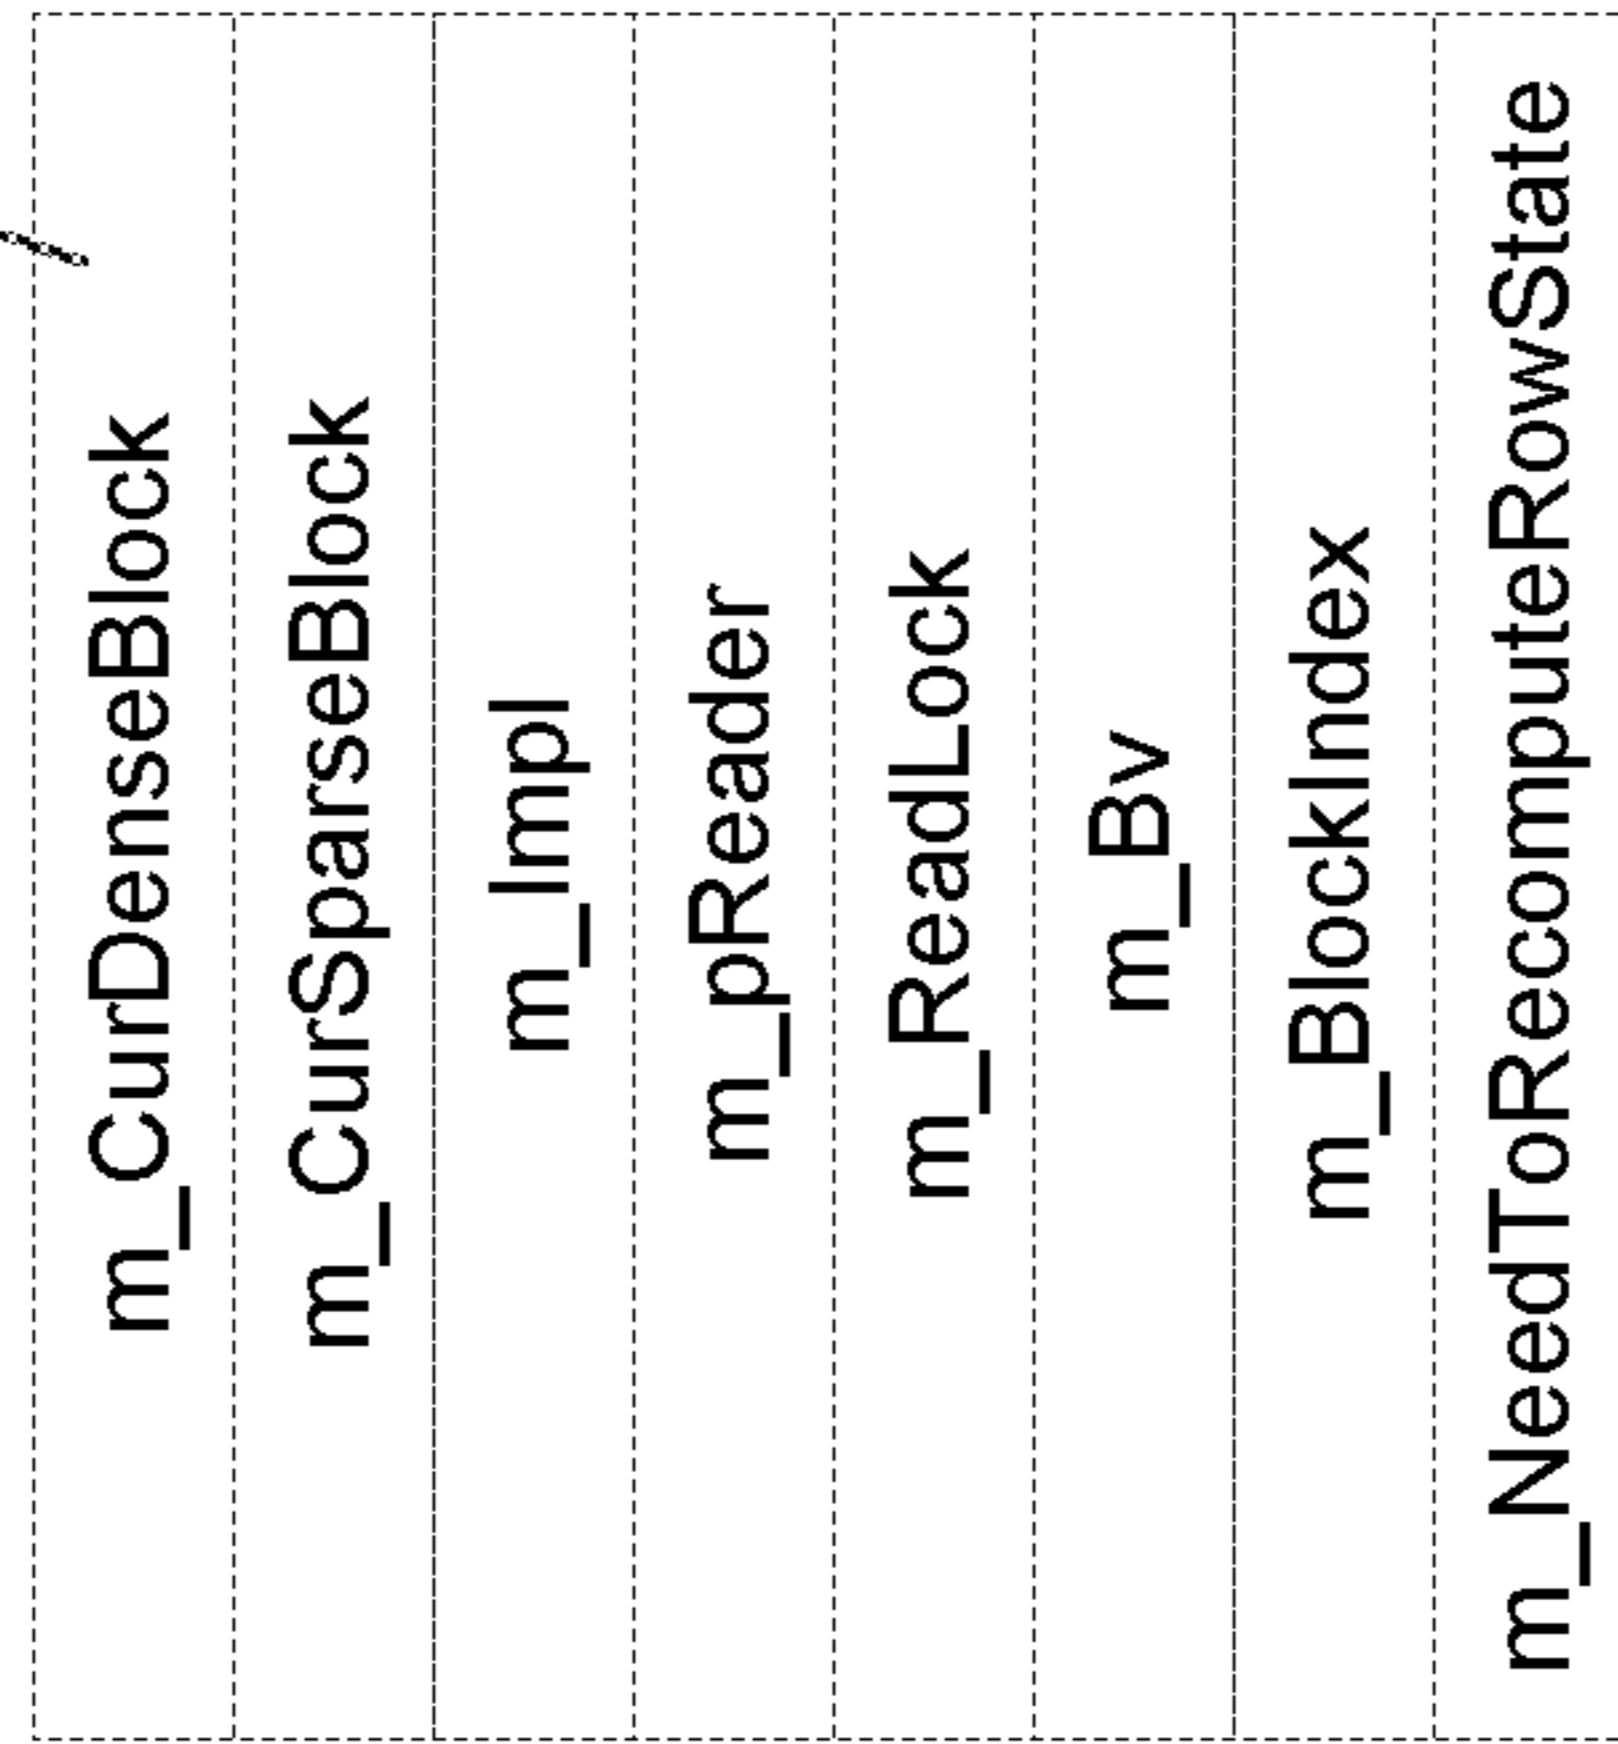 m_CurDenseBlock
m_CurSparseBlock
m_Impl
m_pReader
m_ReadLock
m_Bv
m_BlockIndex
m_NeedToRecomputeRowState